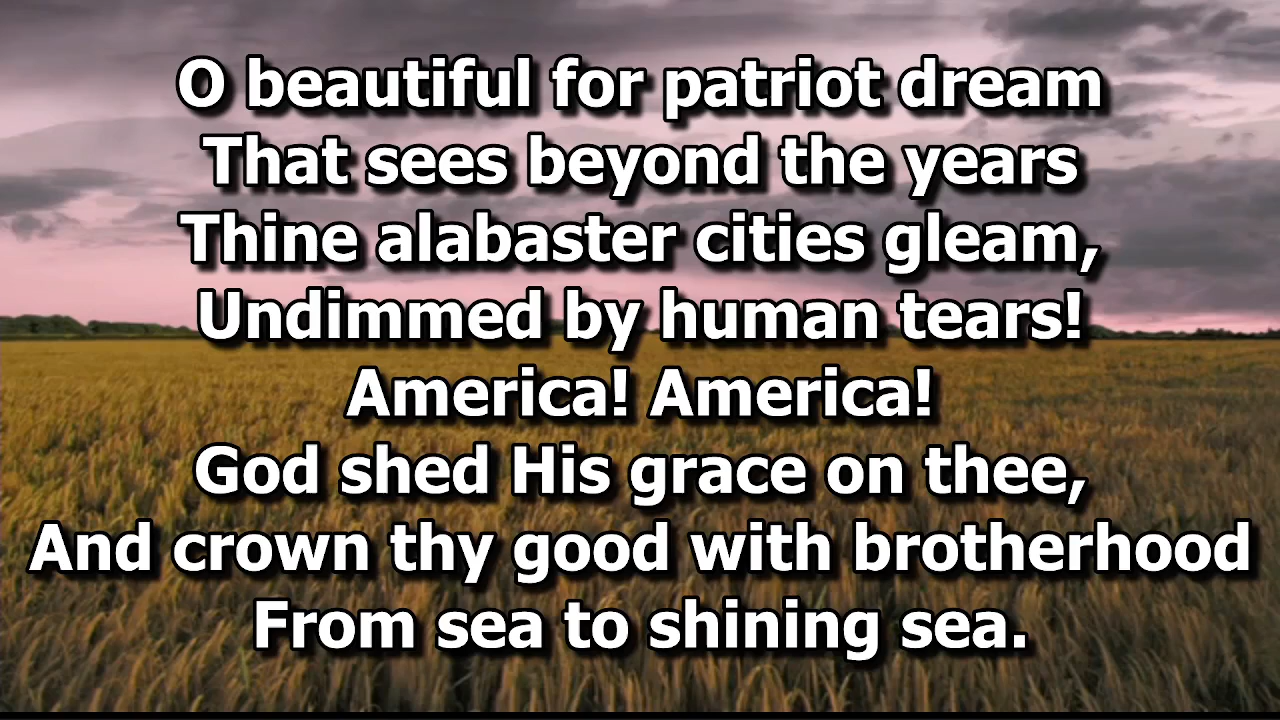 O beautiful for patriot dream
That sees beyond the years
Thine alabaster cities gleam,
Undimmed by human tears!
America! America!
God shed His grace on thee,
And crown thy good with brotherhood
From sea to shining sea.